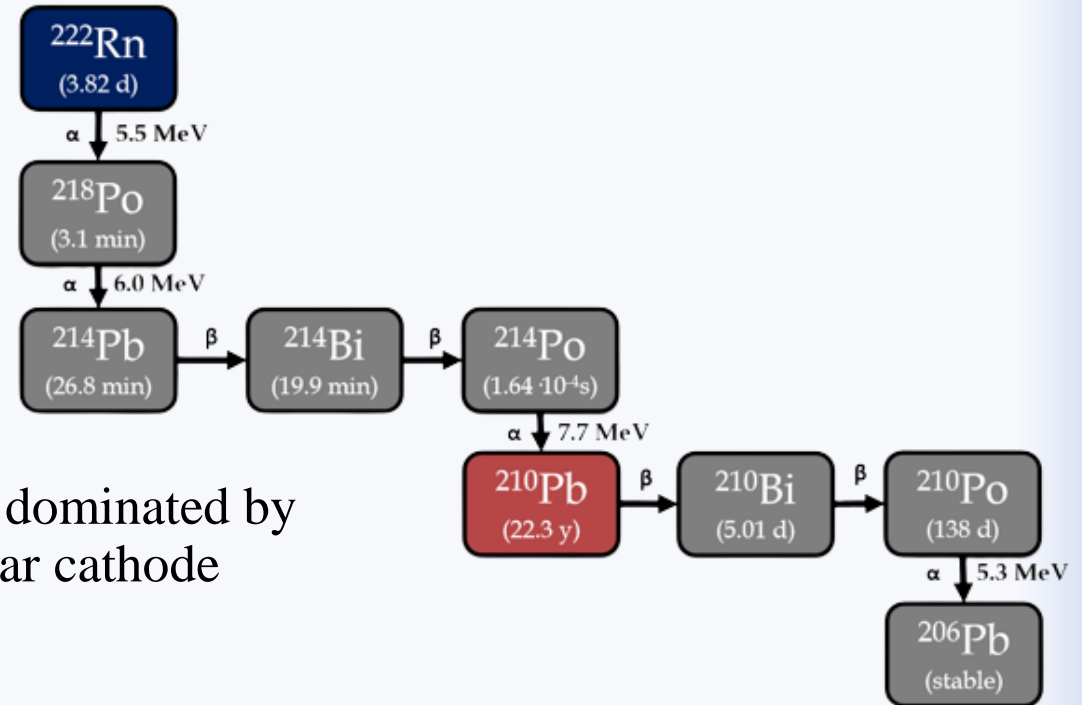 ²²²Rn
(3.82 d)
α 5.5 MeV
²¹⁸Po
(3.1 min)
α 6.0 MeV
²¹⁴Pb
(26.8 min)
β
²¹⁴Bi
(19.9 min)
β
²¹⁴Po
(1.64 ·10⁻⁴s)
α 7.7 MeV
²¹⁰Pb
(22.3 y)
β
²¹⁰Bi
(5.01 d)
β
²¹⁰Po
(138 d)
α 5.3 MeV
²⁰⁶Pb
(stable)
dominated by
ar cathode